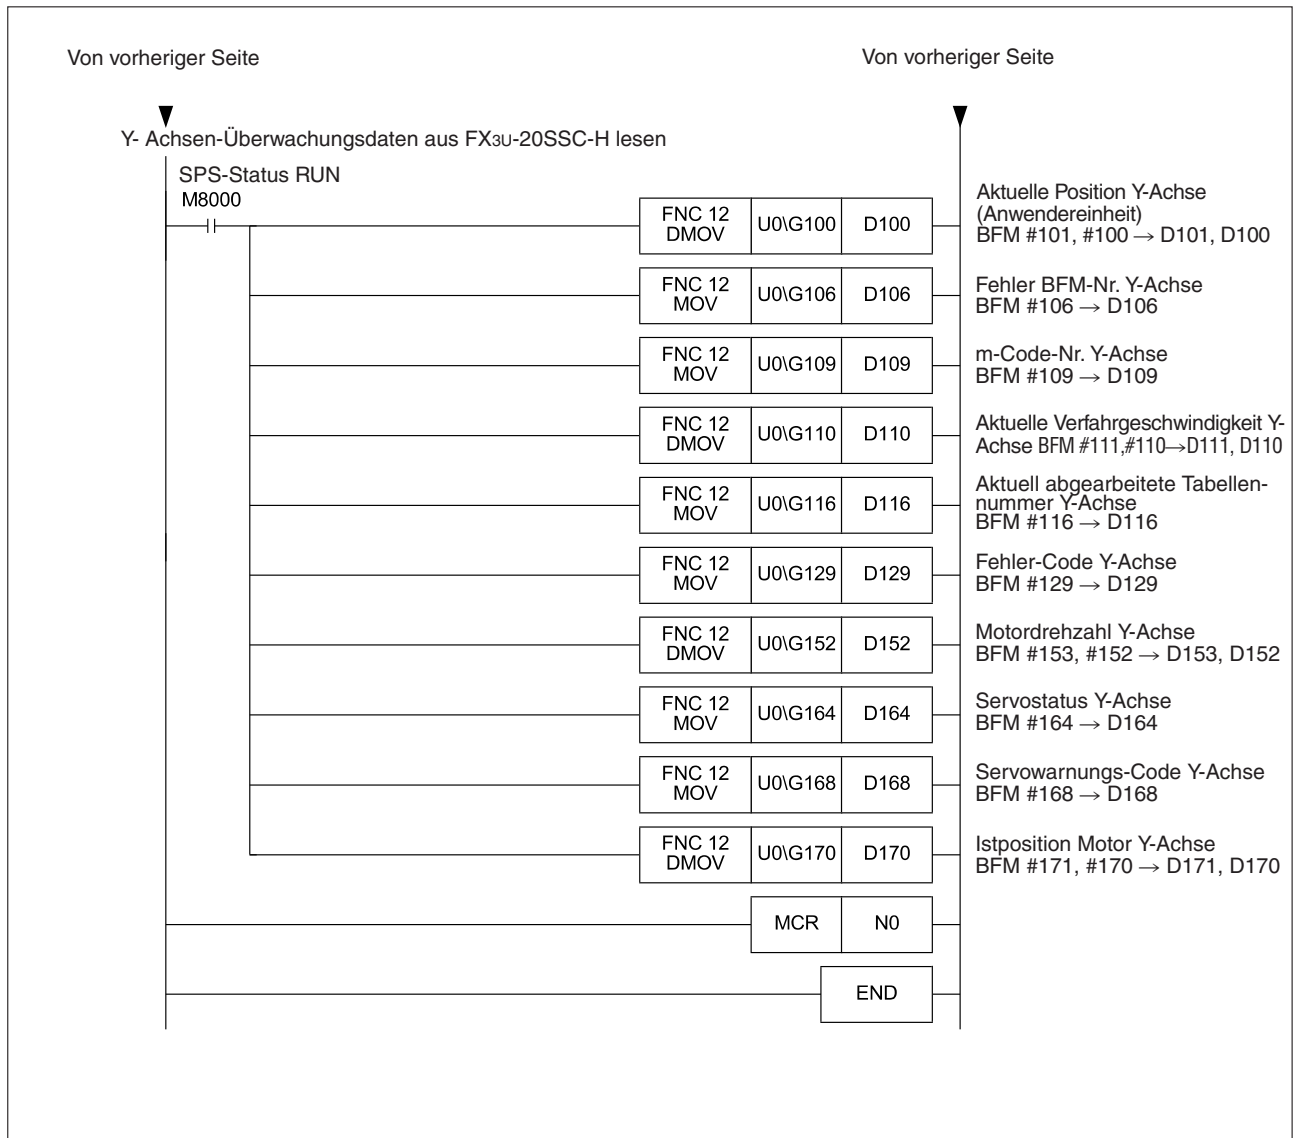 Von vorheriger Seite
Von vorheriger Seite
Y- Achsen-Überwachungsdaten aus FX3U-20SSC-H lesen
SPS-Status RUN
M8000
FNC 12
DMOV
U0\G100
D100
Aktuelle Position Y-Achse
(Anwendereinheit)
BFM #101, #100 → D101, D100
FNC 12
MOV
U0\G106
D106
Fehler BFM-Nr. Y-Achse
BFM #106 → D106
FNC 12
MOV
U0\G109
D109
m-Code-Nr. Y-Achse
BFM #109 → D109
FNC 12
DMOV
U0\G110
D110
Aktuelle Verfahrgeschwindigkeit Y-
Achse BFM #111,#110→D111, D110
FNC 12
MOV
U0\G116
D116
Aktuell abgearbeitete Tabellen-
nummer Y-Achse
BFM #116 → D116
FNC 12
MOV
U0\G129
D129
Fehler-Code Y-Achse
BFM #129 → D129
FNC 12
DMOV
U0\G152
D152
Motordrehzahl Y-Achse
BFM #153, #152 → D153, D152
FNC 12
MOV
U0\G164
D164
Servostatus Y-Achse
BFM #164 → D164
FNC 12
MOV
U0\G168
D168
Servowarnungs-Code Y-Achse
BFM #168 → D168
FNC 12
DMOV
U0\G170
D170
Istposition Motor Y-Achse
BFM #171, #170 → D171, D170
MCR
N0
END